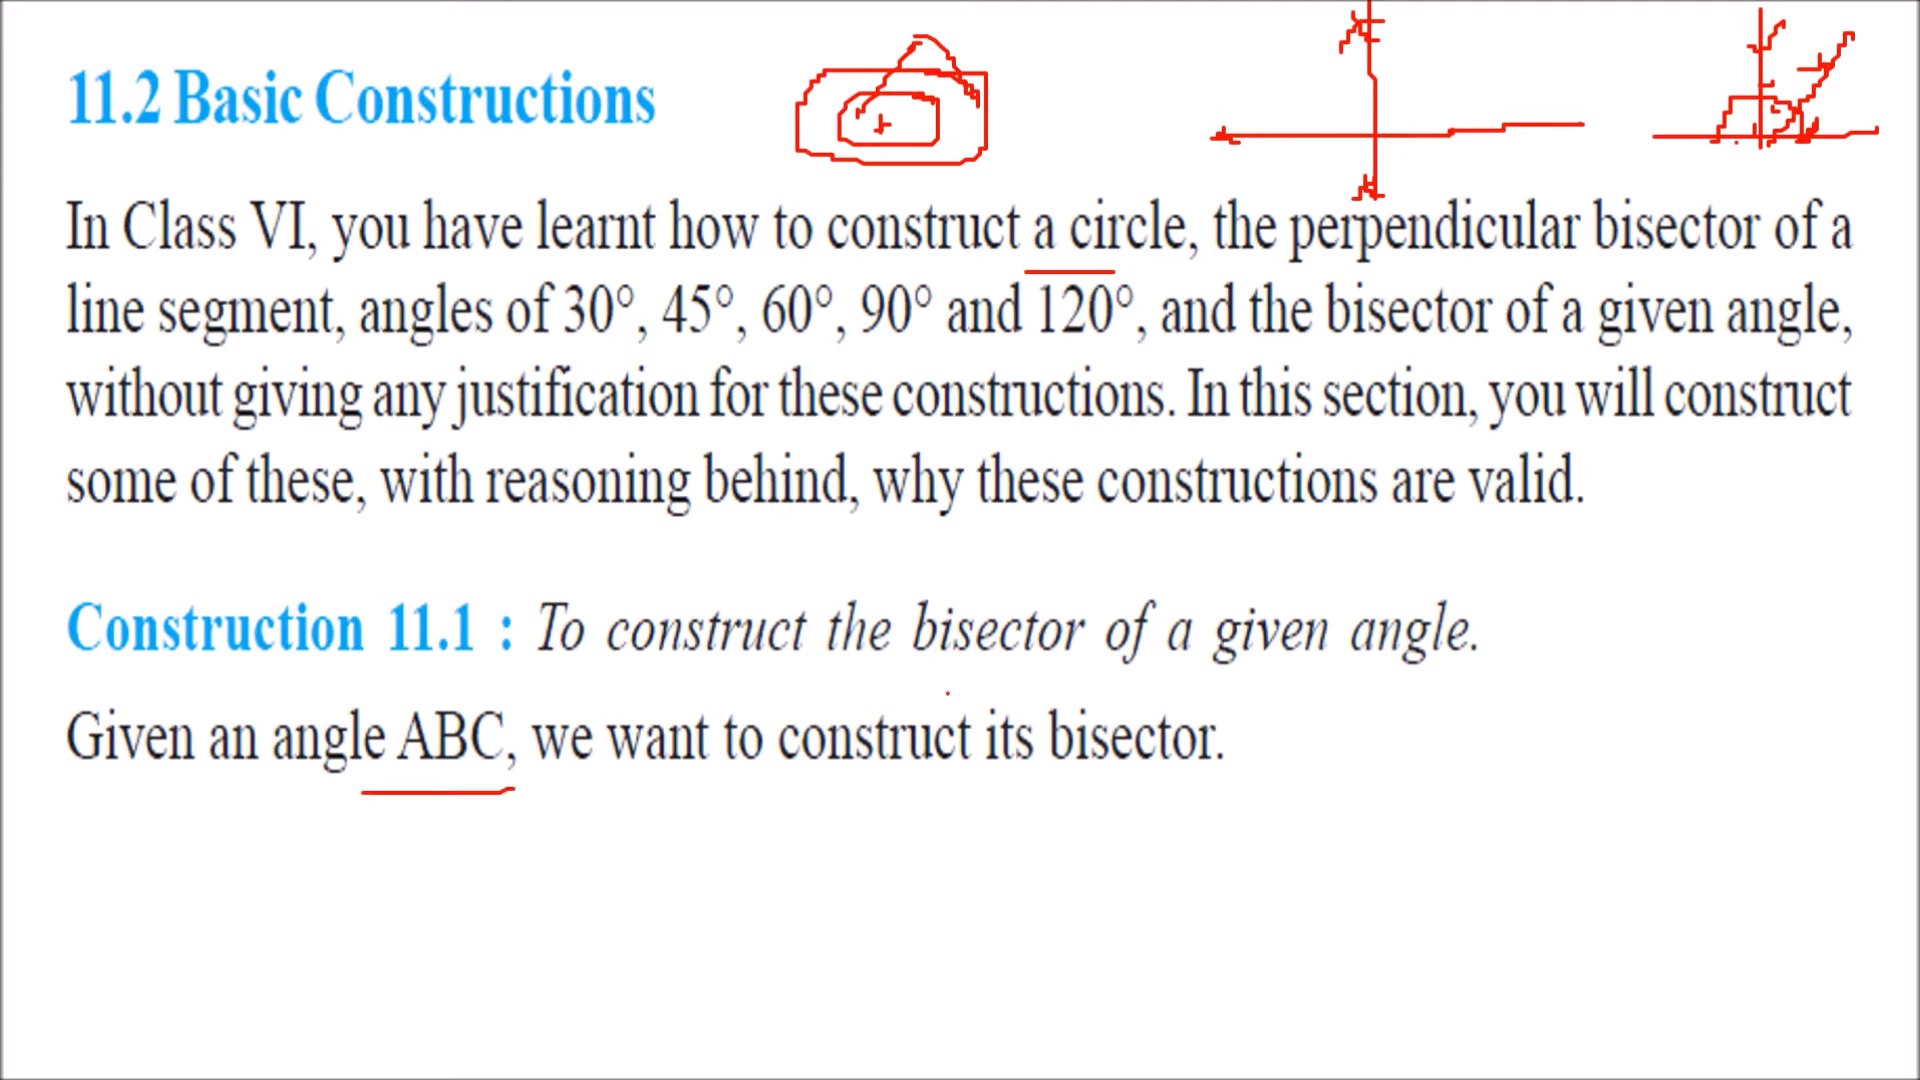 11.2 Basic Constructions
In Class VI, you have learnt how to construct a circle, the perpendicular bisector of a
line segment, angles of 30°, 45°, 60°, 90° and 120°, and the bisector of a given angle,
without giving any justification for these constructions. In this section, you will construct
some of these, with reasoning behind, why these constructions are valid.
Construction 11.1 : To construct the bisector of a given angle.
Given an angle ABC, we want to construct its bisector.